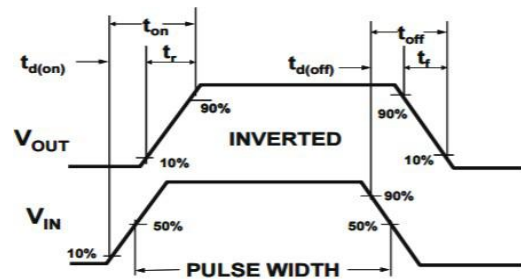 ton toff
td(on) tr td(off) tf
90% 90%
VOUT INVERTED
10% 10%
90%
VIN 50% 50%
10%
PULSE WIDTH